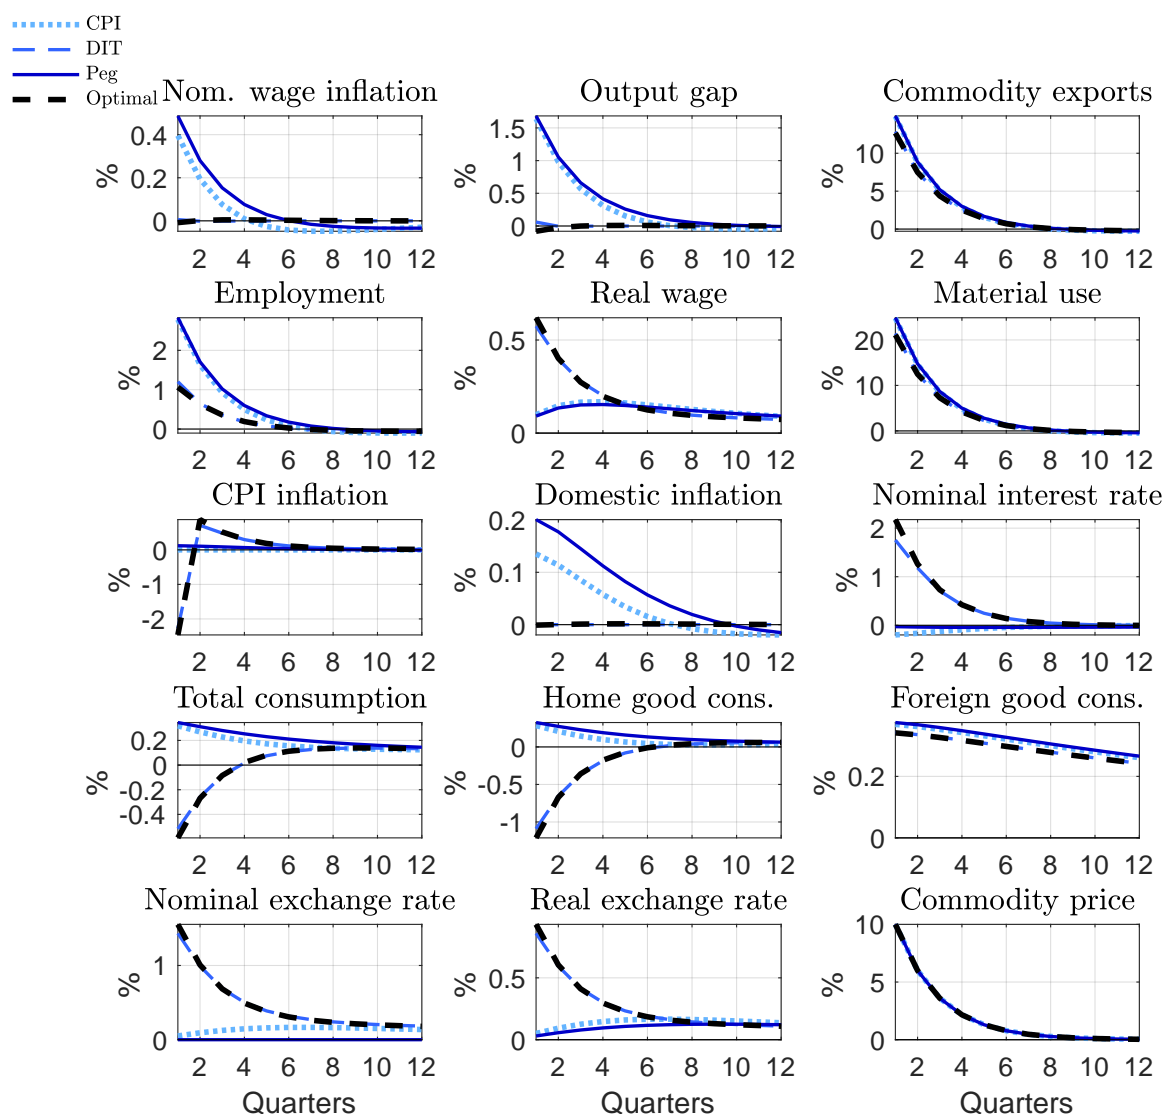 CPI
DIT
Peg
Optimal
Nom. wage inflation
Output gap
Commodity exports
%
0.4
0.2
0
2 4 6 8 10 12
%
1.5
1
0.5
0
2 4 6 8 10 12
10
5
0
2 4 6 8 10 12
Employment
Real wage
Material use
%
2
1
0
2 4 6 8 10 12
%
0.5
0
2 4 6 8 10 12
%
20
10
0
2 4 6 8 10 12
CPI inflation
Domestic inflation
Nominal interest rate
%
0
-1
-2
2 4 6 8 10 12
%
0.2
0.1
0
2 4 6 8 10 12
%
2
1
0
2 4 6 8 10 12
Total consumption
Home good cons.
Foreign good cons.
%
0.2
0
-0.2
-0.4
2 4 6 8 10 12
%
0
-0.5
-1
2 4 6 8 10 12
%
0.2
0
2 4 6 8 10 12
Nominal exchange rate
Real exchange rate
Commodity price
%
1
0
2 4 6 8 10 12
Quarters
%
0.5
0
2 4 6 8 10 12
Quarters
%
10
5
0
2 4 6 8 10 12
Quarters